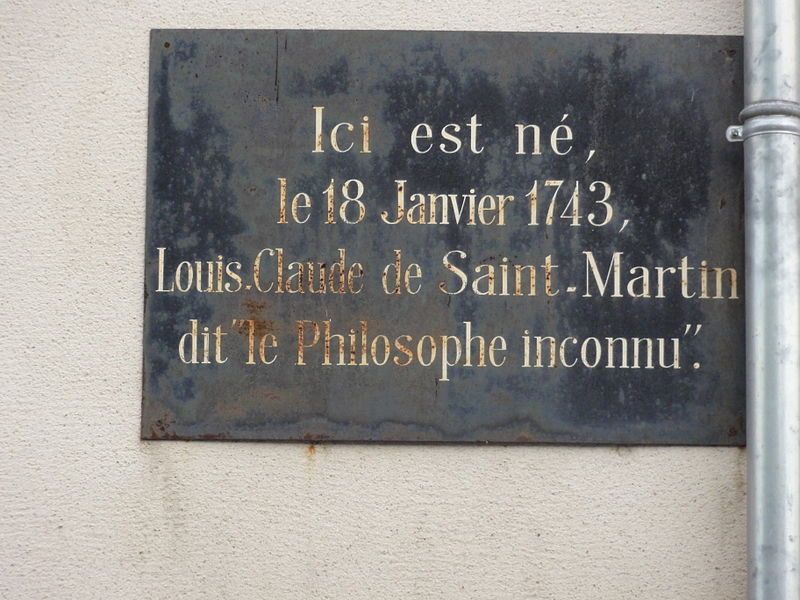 Ici est né,
le 18 Janvier 1743,
Louis-Claude de Saint-Martin
dit "le Philosophe inconnu".